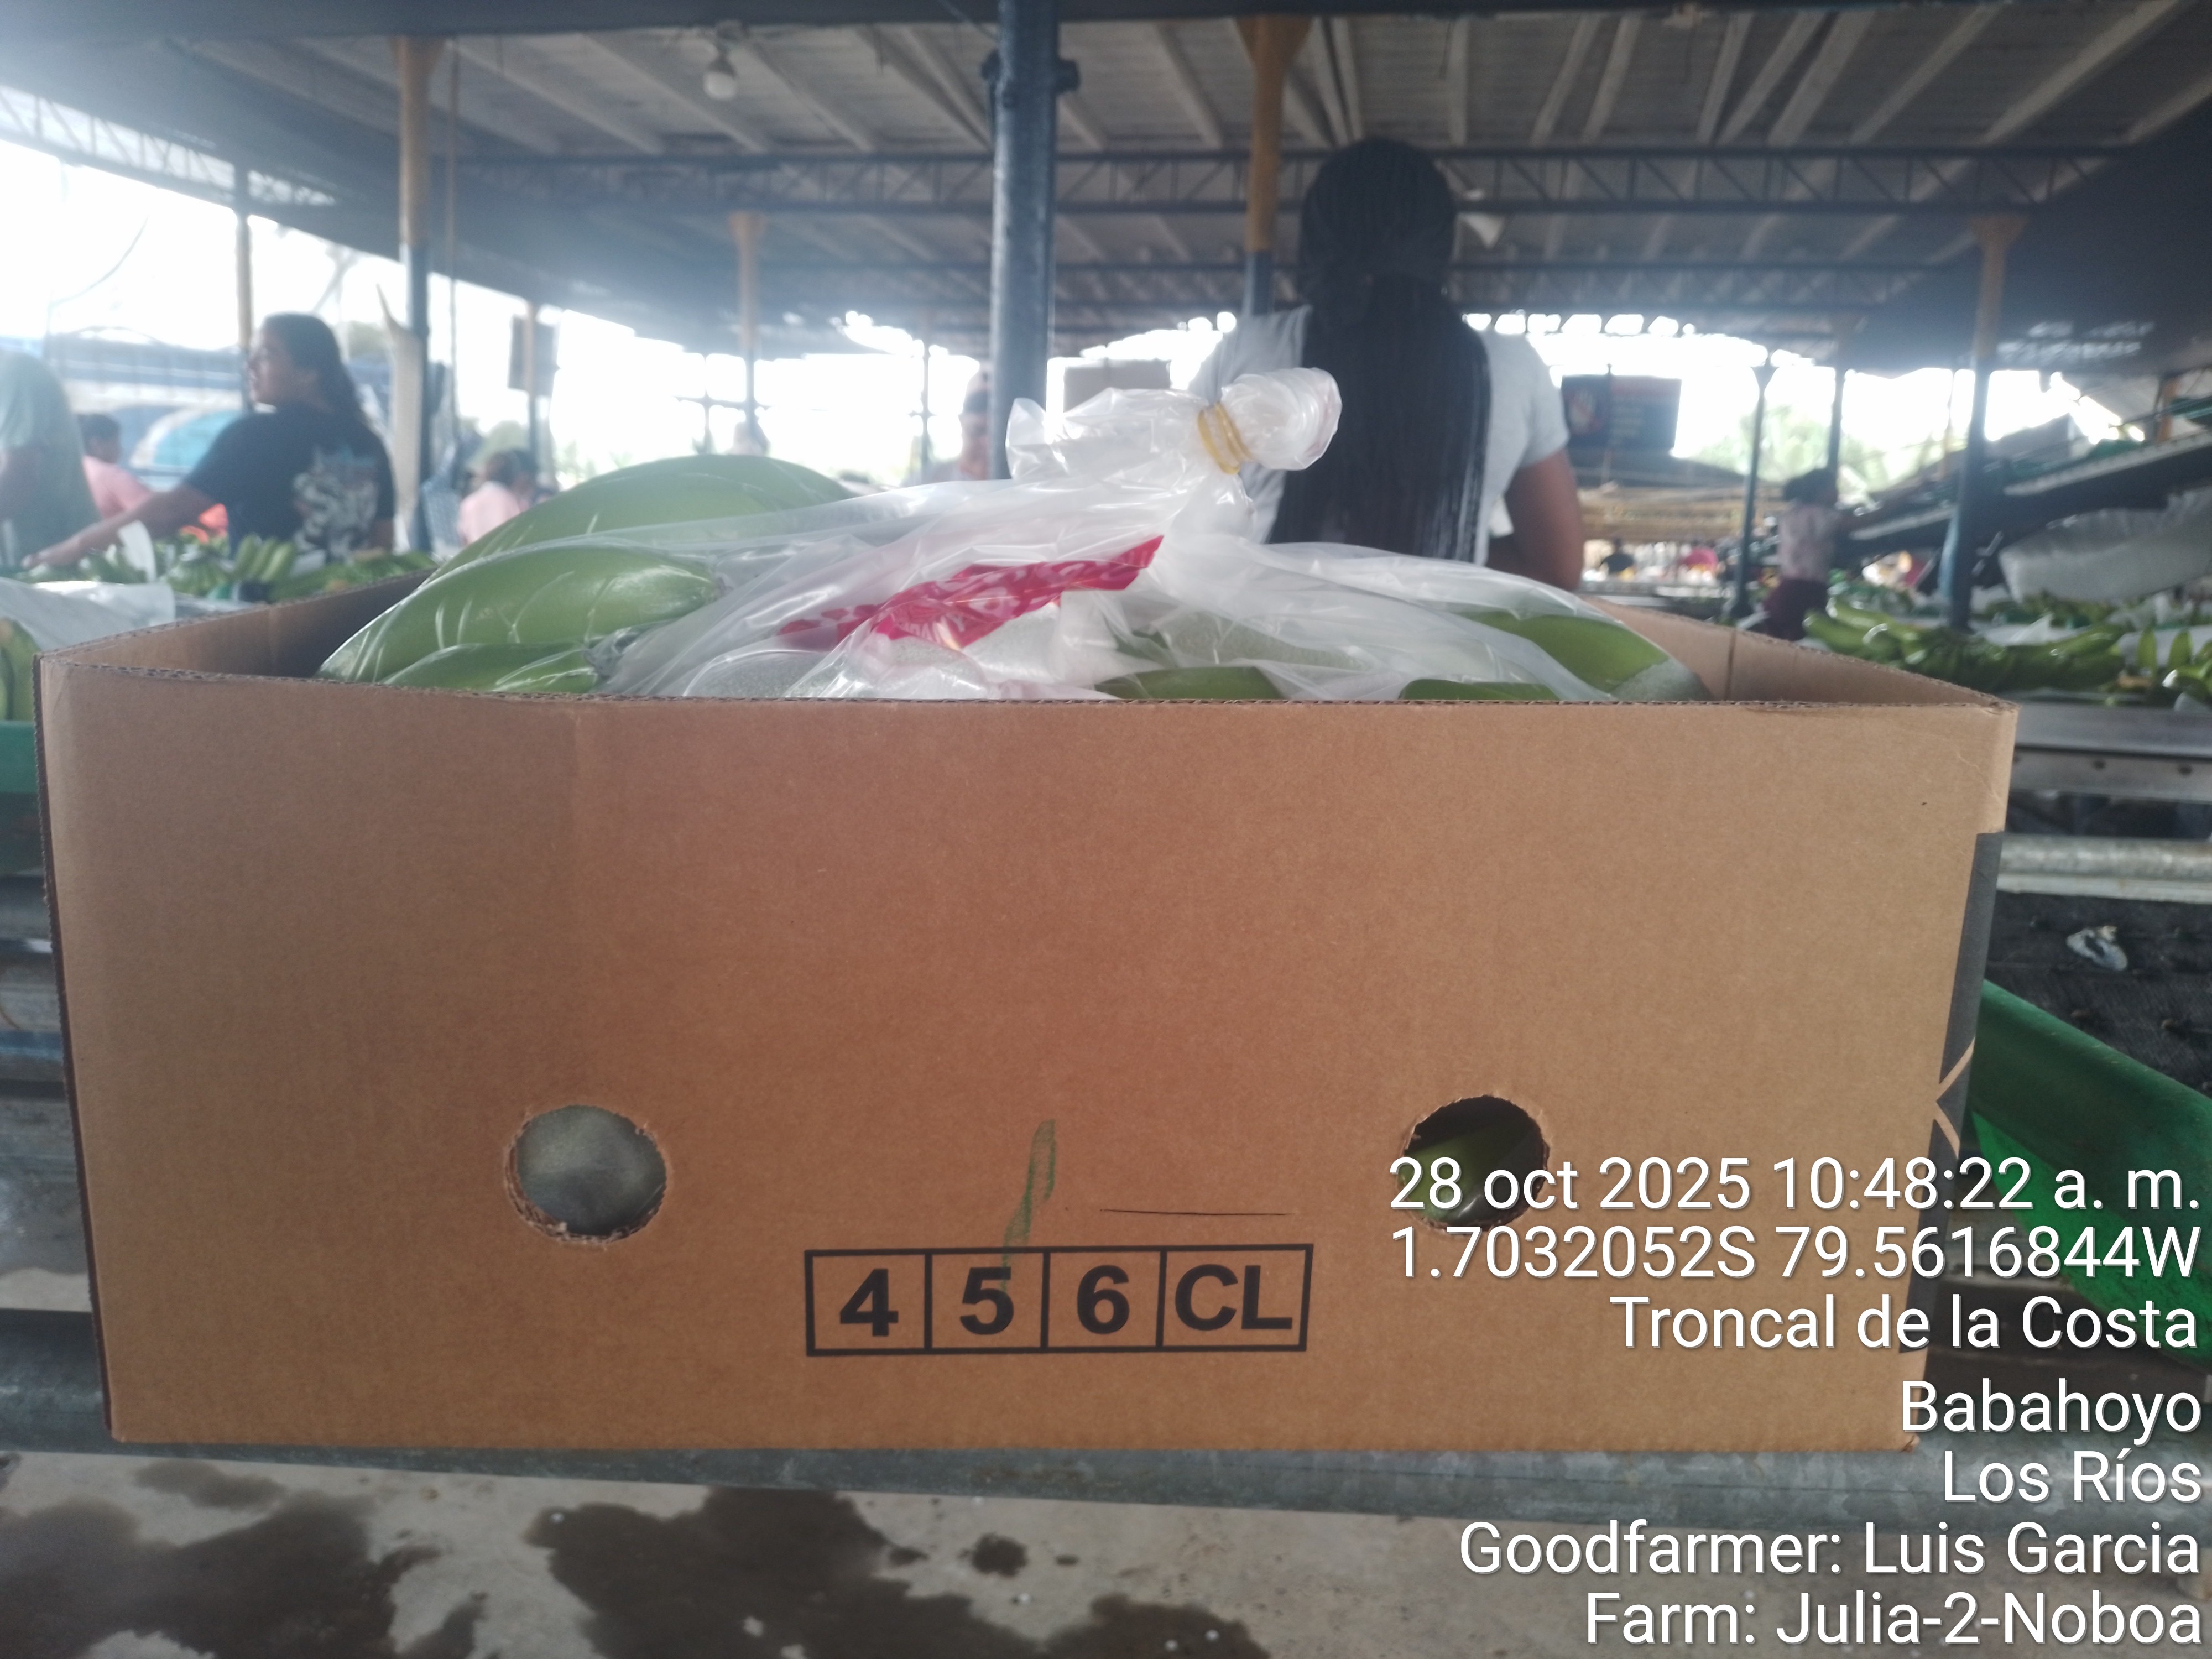 4 5 6 CL
28 oct 2025 10:48:22 a. m.
1.7032052S 79.5616844W
Troncal de la Costa
Babahoyo
Los Ríos
Goodfarmer: Luis Garcia
Farm: Julia-2-Noboa